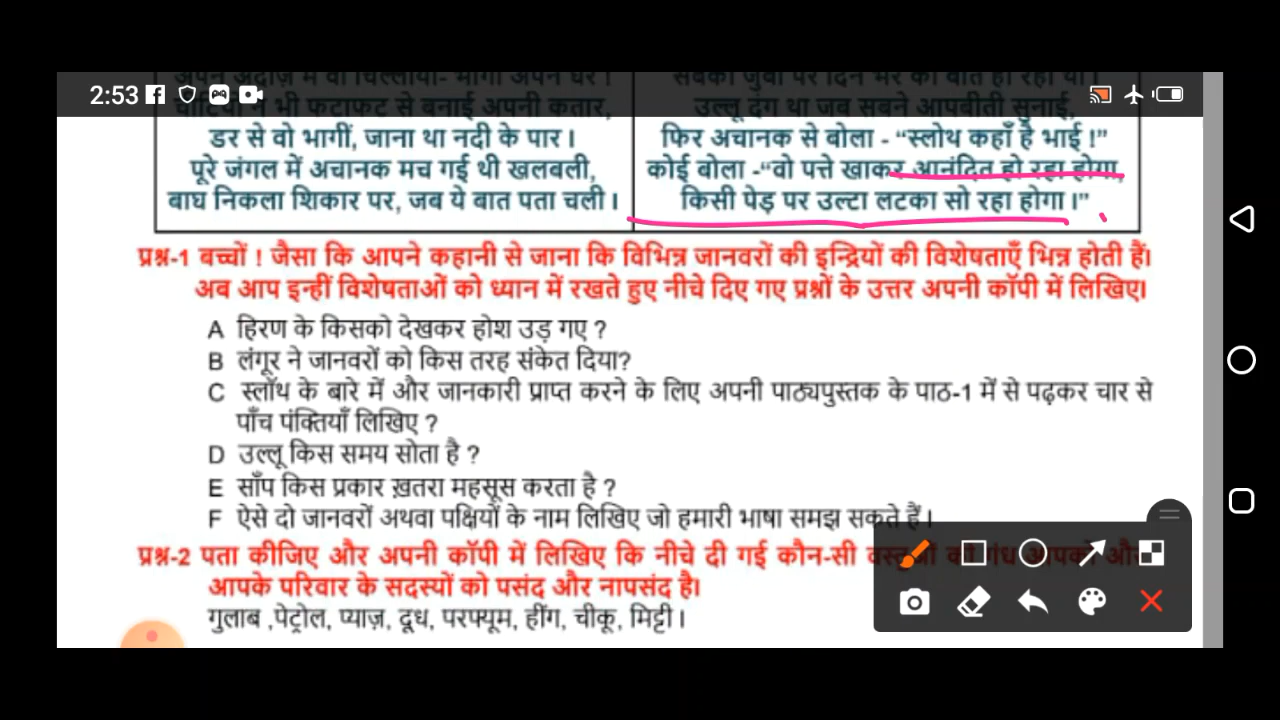 2:53
डर से वो भागीं, जाना था नदी के पार ।
पूरे जंगल में अचानक मच गई थी खलबली,
बाघ निकला शिकार पर, जब ये बात पता चली ।
उल्लू दंग था जब सबने आपबीती सुनाई,
फिर अचानक से बोला - “स्लोथ कहाँ है भाई !”
कोई बोला -“वो पत्ते खाकर आनंदित हो रहा होगा,
किसी पेड़ पर उल्टा लटका सो रहा होगा ।”
प्रश्न-1 बच्चों ! जैसा कि आपने कहानी से जाना कि विभिन्न जानवरों की इन्द्रियों की विशेषताएँ भिन्न होती हैं।
अब आप इन्हीं विशेषताओं को ध्यान में रखते हुए नीचे दिए गए प्रश्नों के उत्तर अपनी कॉपी में लिखिए।
A हिरण के किसको देखकर होश उड़ गए ?
B लंगूर ने जानवरों को किस तरह संकेत दिया?
C स्लॉथ के बारे में और जानकारी प्राप्त करने के लिए अपनी पाठ्यपुस्तक के पाठ-1 में से पढ़कर चार से
पाँच पंक्तियाँ लिखिए ?
D उल्लू किस समय सोता है ?
E साँप किस प्रकार ख़तरा महसूस करता है ?
F ऐसे दो जानवरों अथवा पक्षियों के नाम लिखिए जो हमारी भाषा समझ सकते हैं ।
प्रश्न-2 पता कीजिए और अपनी कॉपी में लिखिए कि नीचे दी गई कौन-सी वस्तुओं की गंध आपको और
आपके परिवार के सदस्यों को पसंद और नापसंद है।
गुलाब ,पेट्रोल, प्याज़, दूध, परफ्यूम, हींग, चीकू, मिट्टी ।